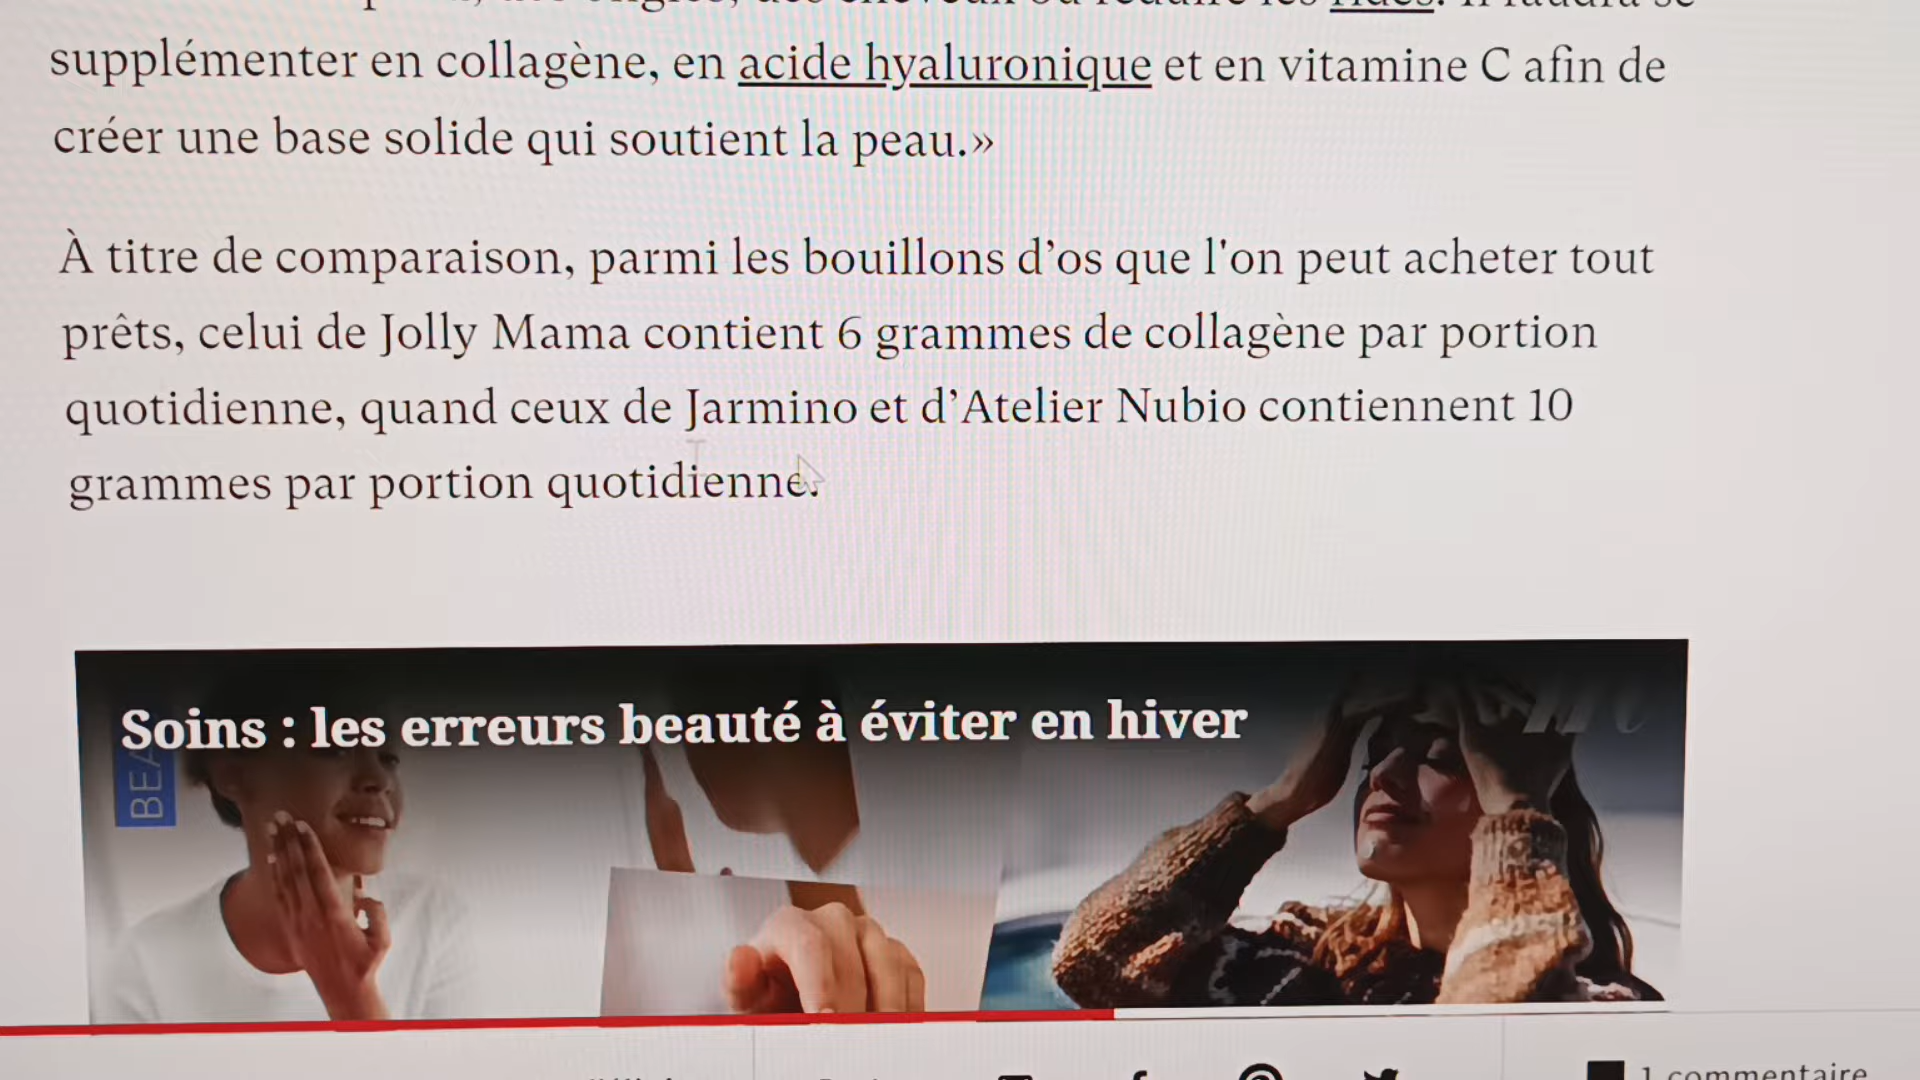 supplémenter en collagène, en acide hyaluronique et en vitamine C afin de
créer une base solide qui soutient la peau.»
À titre de comparaison, parmi les bouillons d’os que l'on peut acheter tout
prêts, celui de Jolly Mama contient 6 grammes de collagène par portion
quotidienne, quand ceux de Jarmino et d’Atelier Nubio contiennent 10
grammes par portion quotidienne.
Soins : les erreurs beauté à éviter en hiver
BEA
1 commentaire